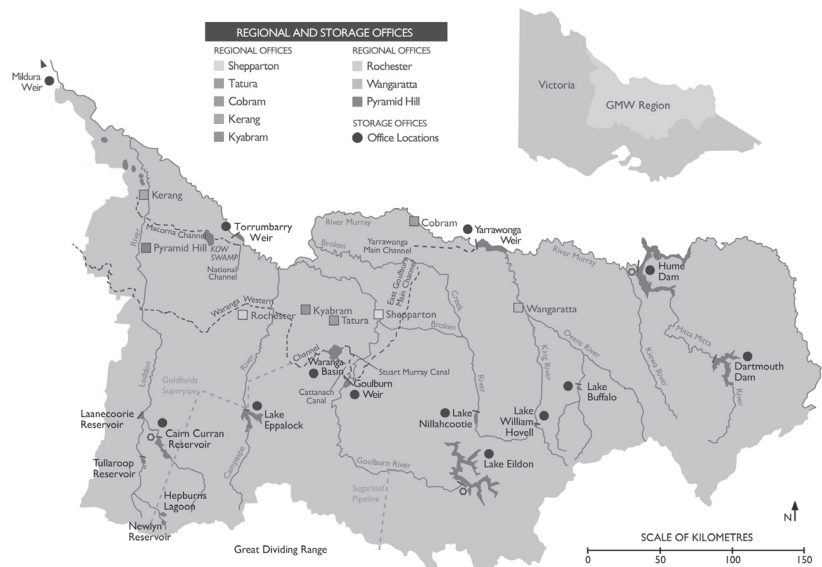 REGIONAL AND STORAGE OFFICES
REGIONAL OFFICES
Shepparton
Tatura
Cobram
Kerang
Kyabram
REGIONAL OFFICES
Rochester
Wangaratta
Pyramid Hill
STORAGE OFFICES
Office Locations
Victoria
GMW Region
Mildura
Weir
Kerang
Macorna Channel
Torrumbarry
Weir
River
Pyramid Hill
KOW
SWAMP
National
Channel
River Murray
Cobram
Broken
Yarrawonga
Main Channel
Yarrawonga
Weir
River Murray
Hume
Dam
East Goulburn
Main Channel
Creek
Waranga Western
Rochester
Kyabram
Tatura
Shepparton
Broken
Wangaratta
Ovens River
King River
Kiewa River
Mitta Mitta
River
Dartmouth
Dam
Channel
Waranga
Basin
Stuart Murray Canal
Cattanach
Canal
Goulburn
Weir
River
Loddon
Goldfields
Superpipe
River
Lake
Buffalo
Laanecoorie
Reservoir
Cairn Curran
Reservoir
Lake
Eppalock
Lake
Nillahcootie
Lake
William
Hovell
Tullaroop
Reservoir
Campaspe
Goulburn River
Lake Eildon
Sugarloaf
Pipeline
Hepburns
Lagoon
Newlyn
Reservoir
Great Dividing Range
N
SCALE OF KILOMETRES
0 50 100 150